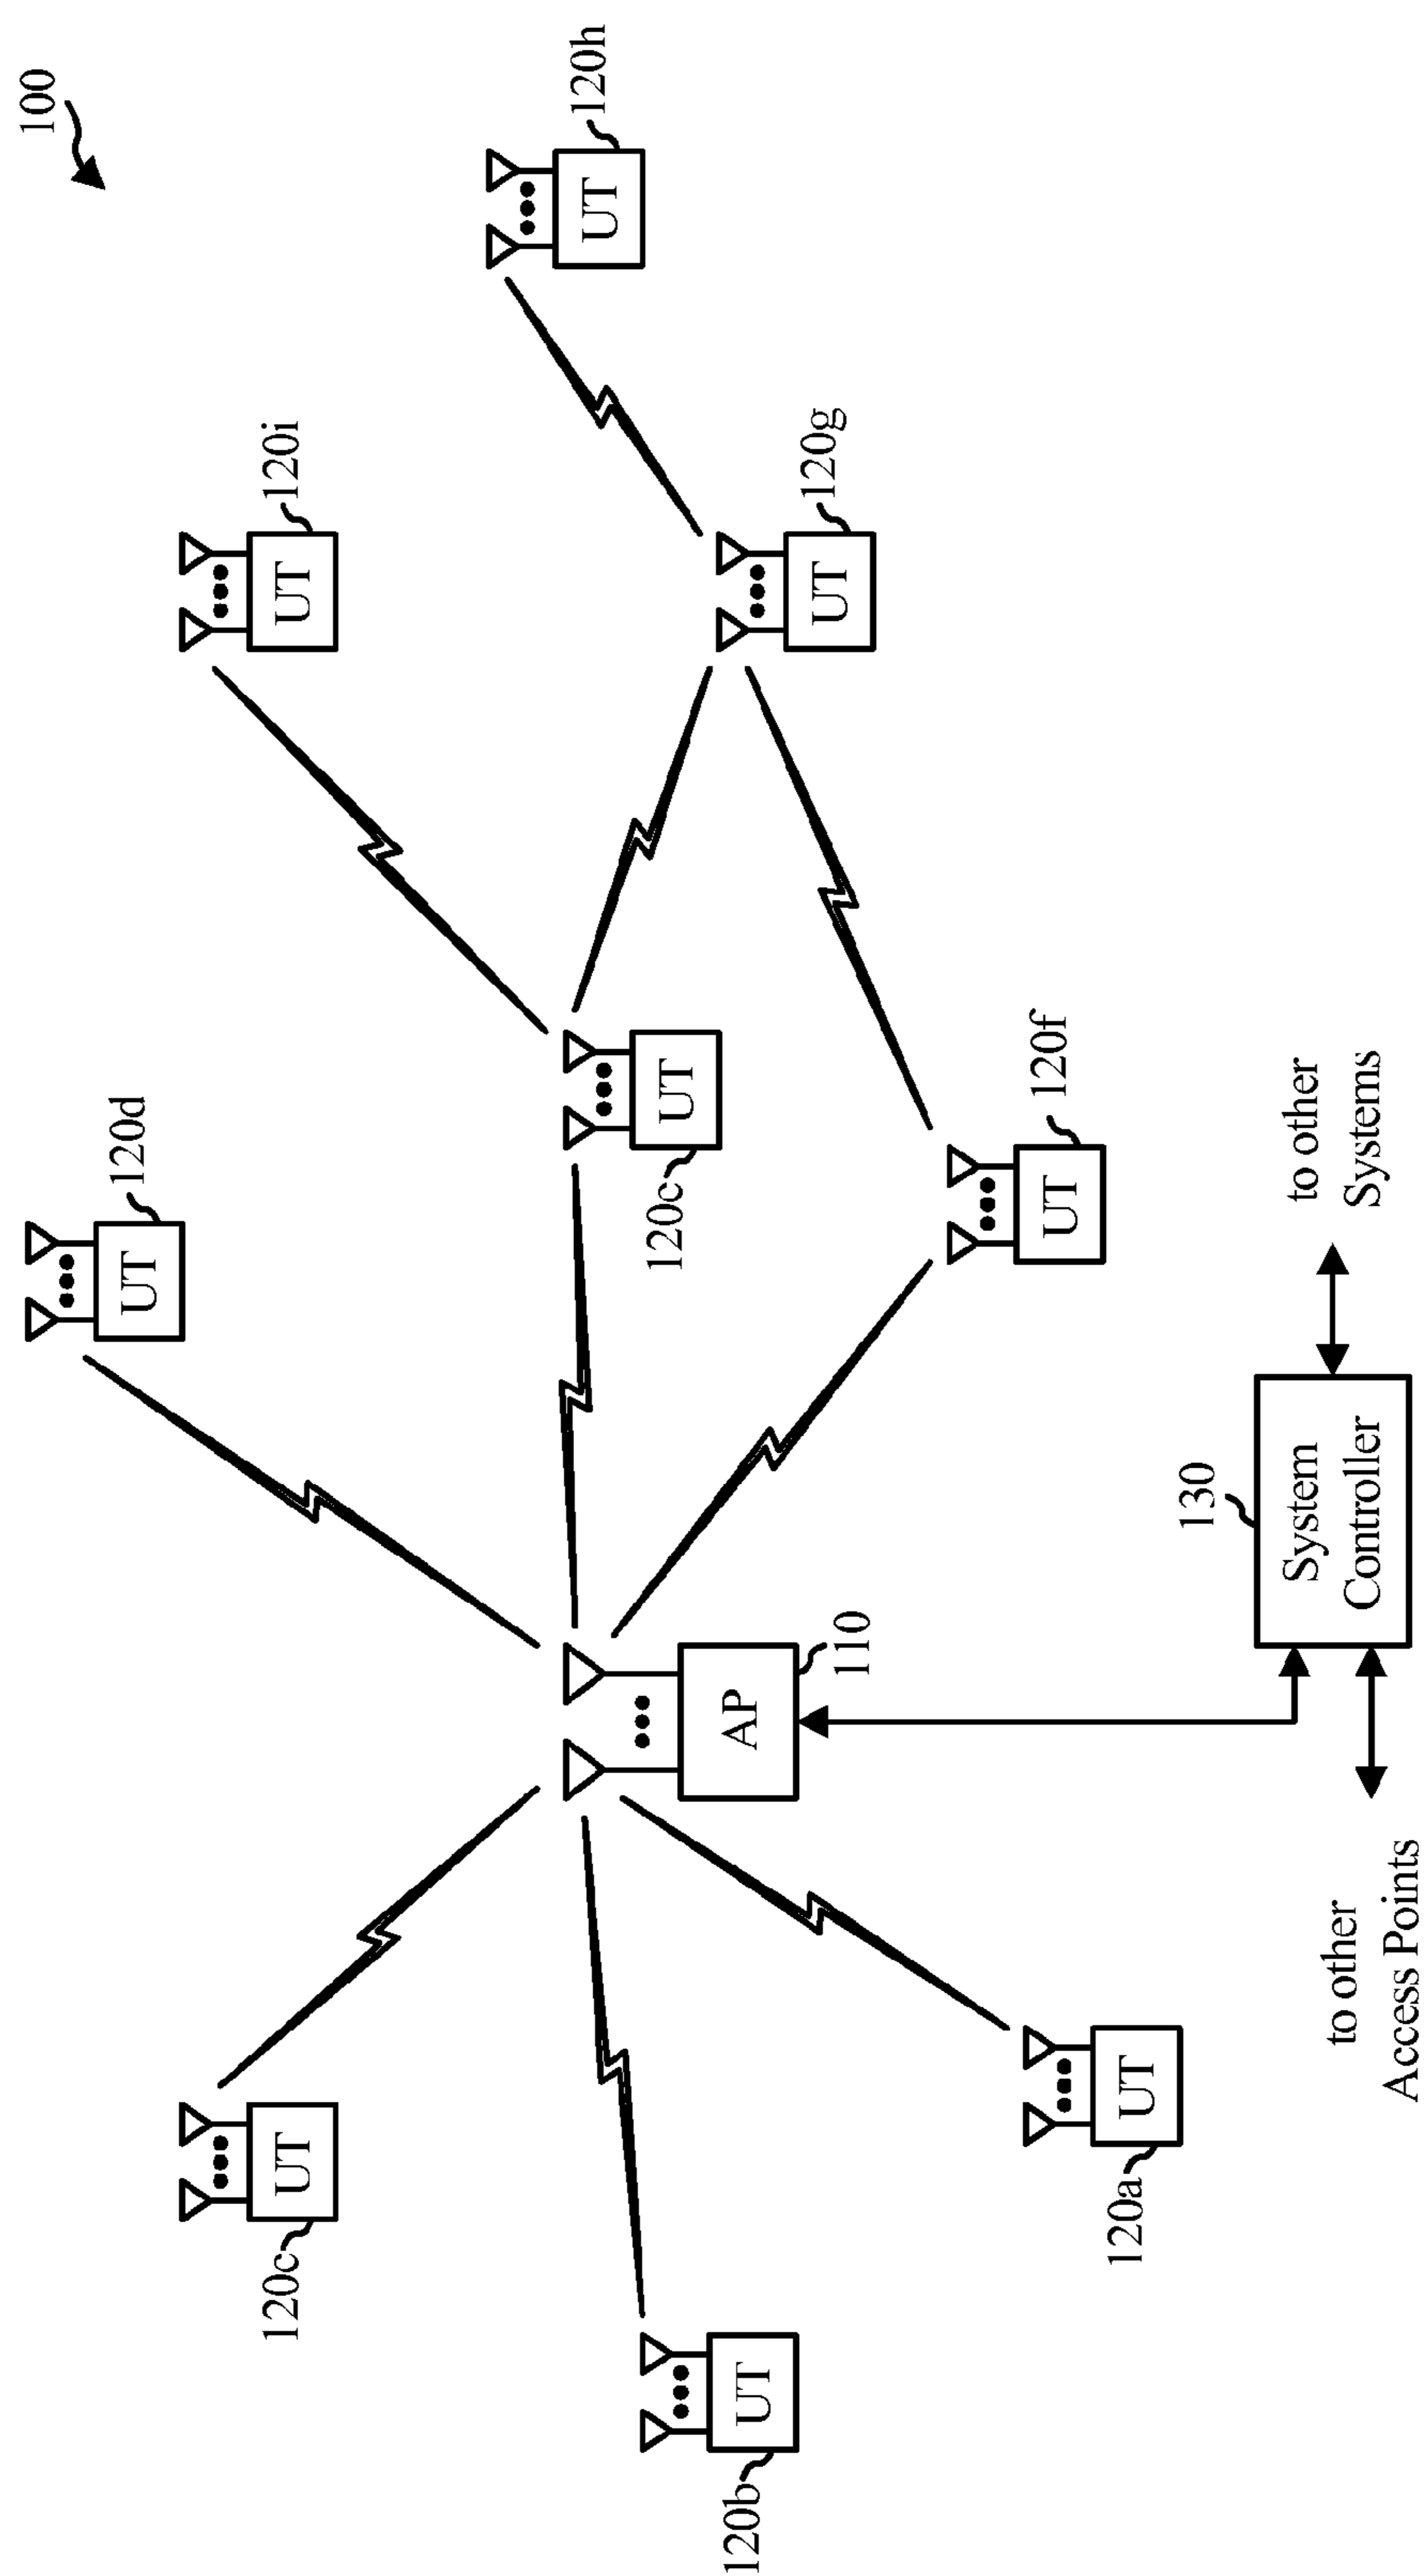 100
120d
UT
120c
UT
120i
UT
120h
UT
120c
UT
120b
UT
AP
110
120g
UT
120f
UT
120a
UT
130
System
Controller
to other
Systems
to other
Access Points